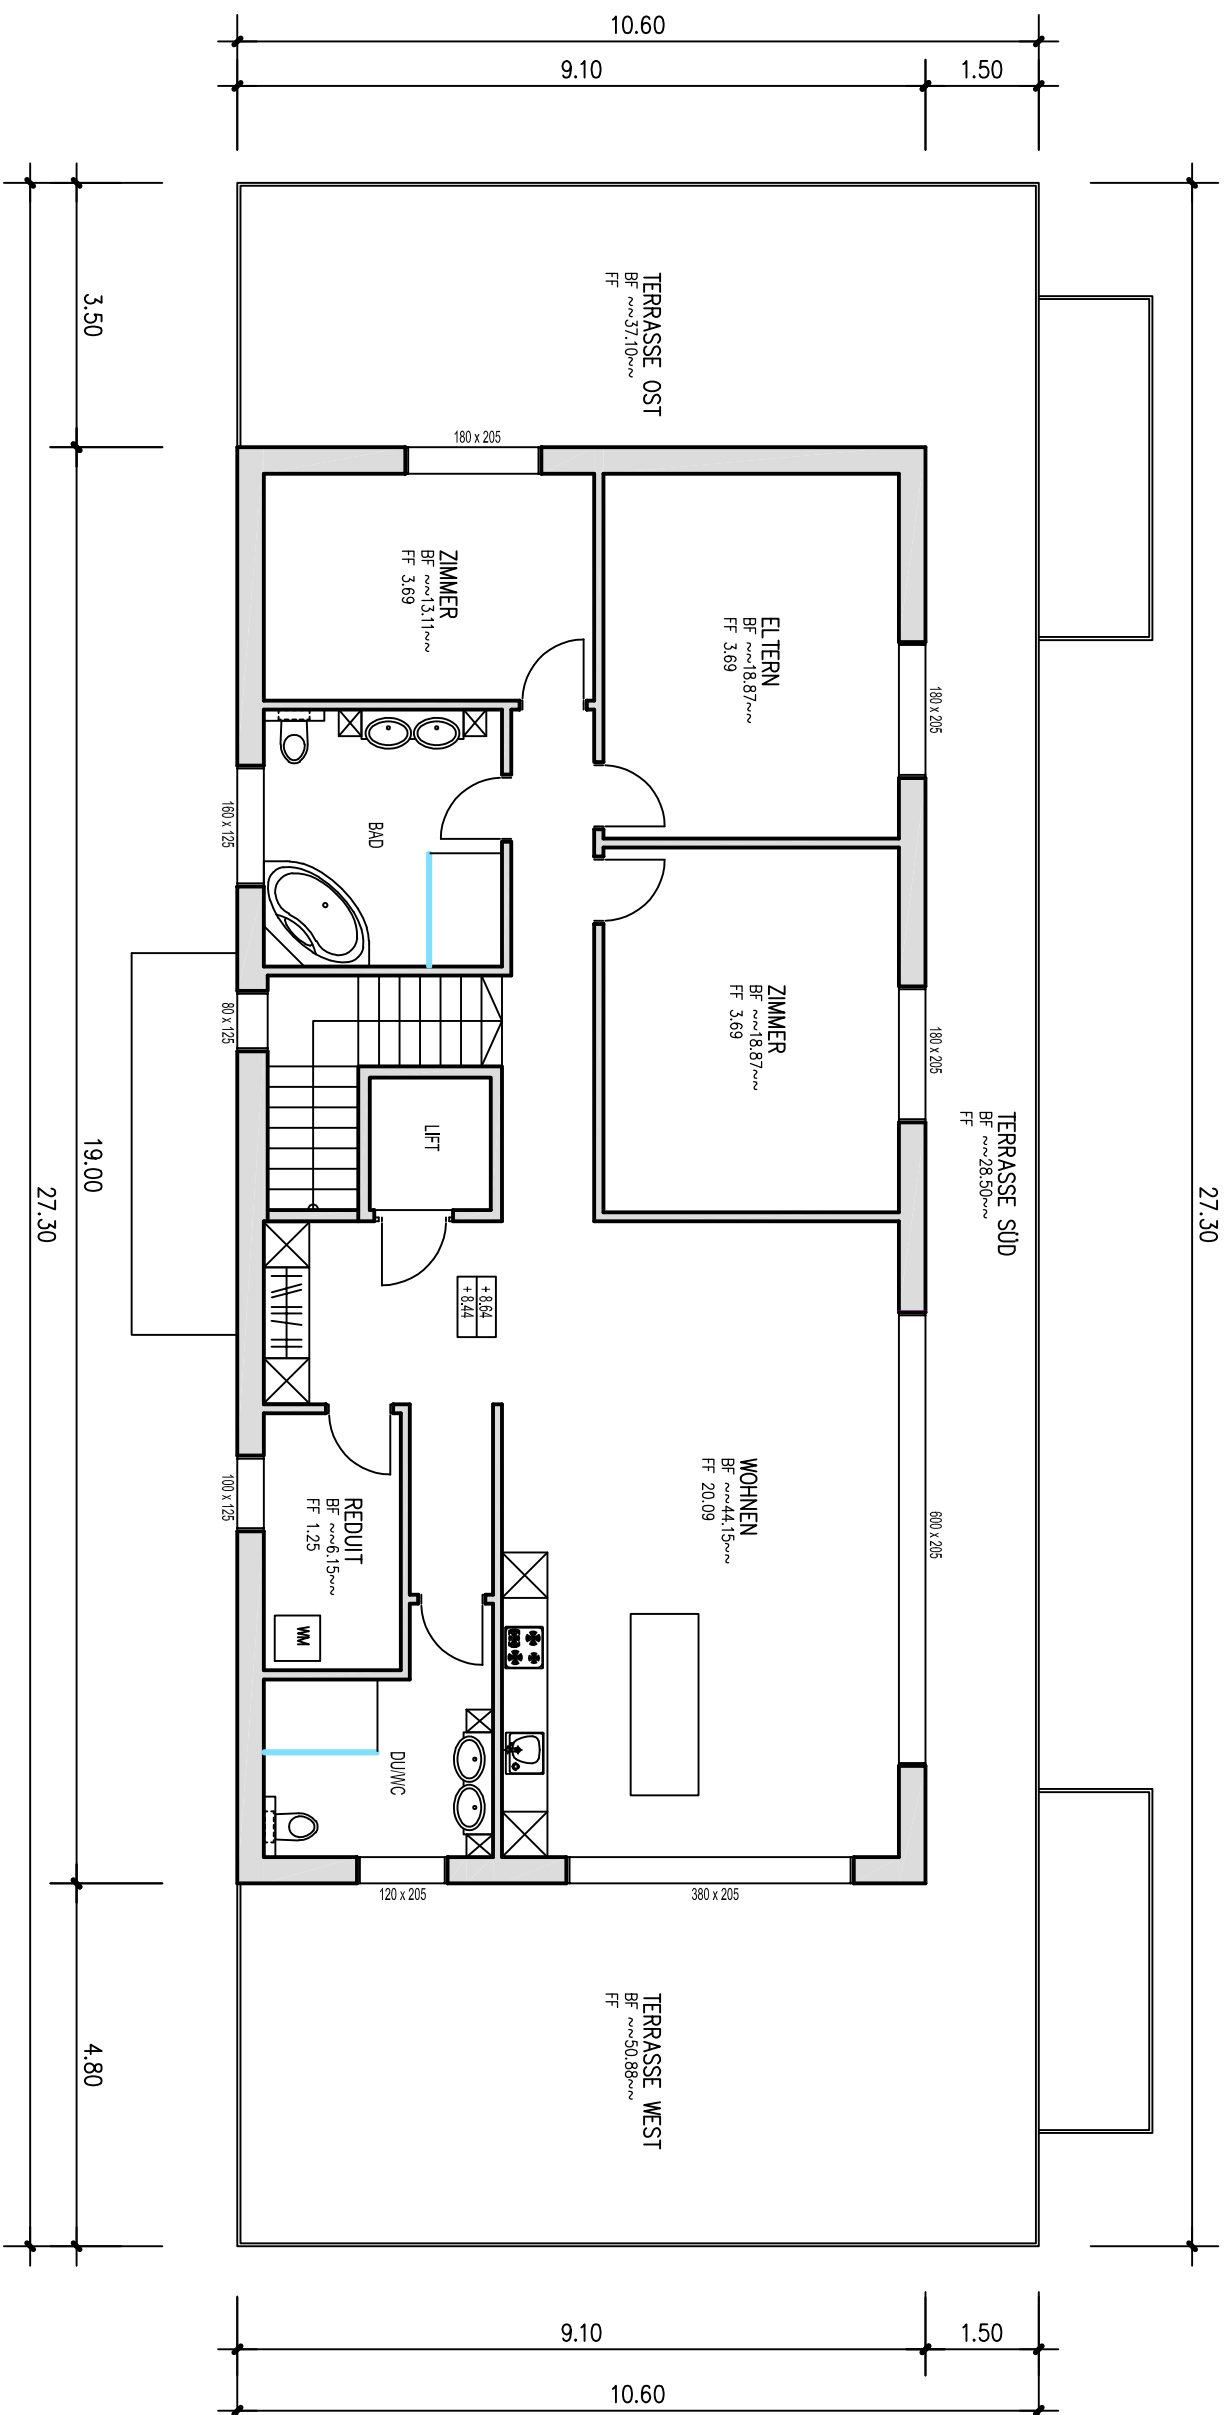 10.60
9.10
1.50
27.30
3.50
19.00
4.80
27.30
TERRASSE OST
BF ~~37.10~~
FF
180 x 205
ZIMMER
BF ~~13.11~~
FF 3.69
ELTERN
BF ~~18.87~~
FF 3.69
180 x 205
160 x 125
BAD
80 x 125
ZIMMER
BF ~~18.87~~
FF 3.69
180 x 205
TERRASSE SÜD
BF ~~28.50~~
FF
LIFT
+ 8.64
+ 8.44
WOHNEN
BF ~~44.15~~
FF 20.09
600 x 205
100 x 125
REDUIT
BF ~~6.15~~
FF 1.25
WM
DU/WC
120 x 205
380 x 205
TERRASSE WEST
BF ~~50.88~~
FF
9.10
1.50
10.60